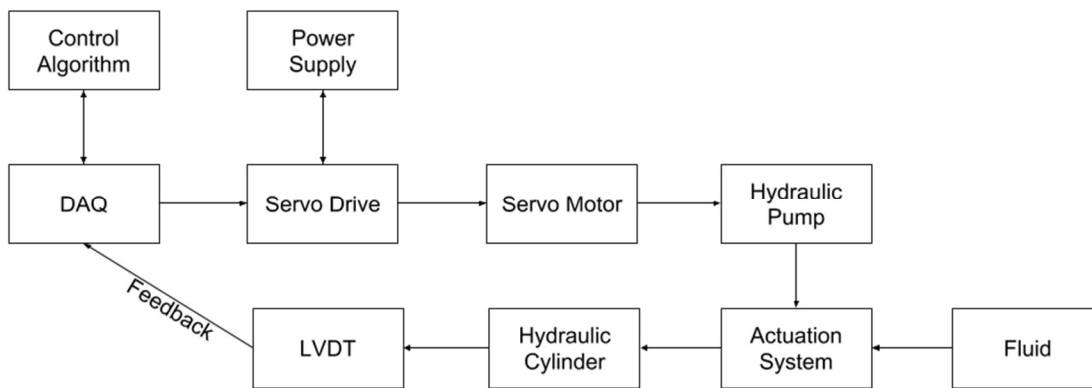 Control
Algorithm
Power
Supply
DAQ
Servo Drive
Servo Motor
Hydraulic
Pump
Feedback
LVDT
Hydraulic
Cylinder
Actuation
System
Fluid